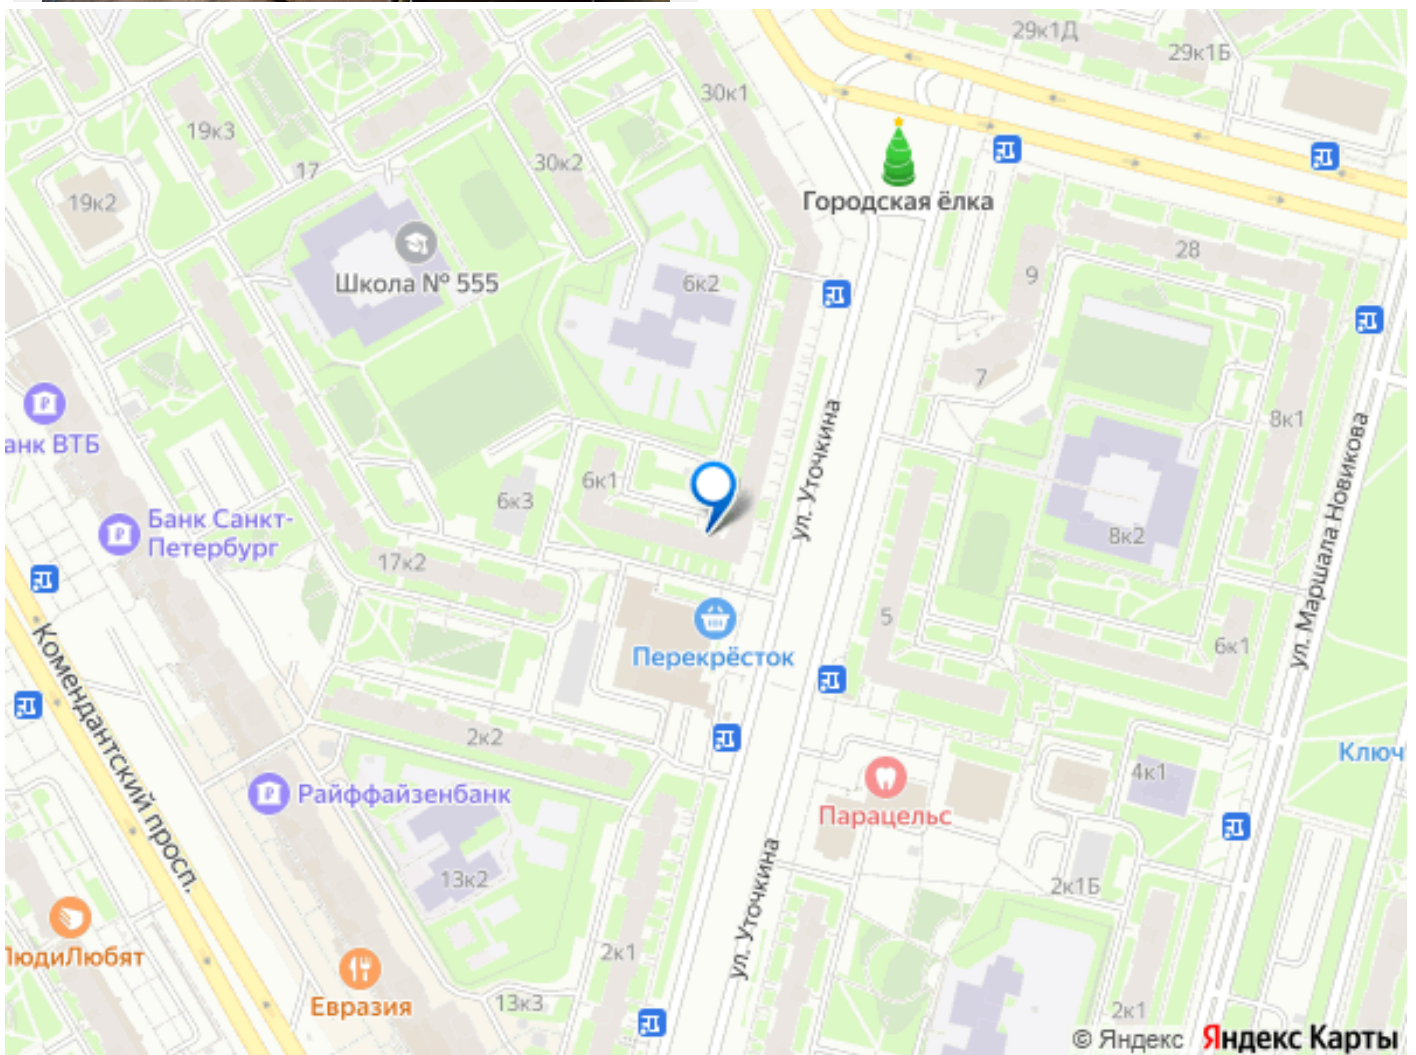 29к1Д
29к1Б
30к1
19к3
30к2
17
19к2
Городская ёлка
Школа № 555
6к2
28
9
7
8к1
анк ВТБ
ул. Уточкина
ул. Маршала Новикова
6к1
6к3
Банк Санкт-
Петербург
8к2
17к2
5
6к1
Перекрёсток
Комендантский просп.
2к2
4к1
Ключ
Райффайзенбанк
Парацельс
13к2
2к1Б
ул. Уточкина
ЛюдиЛюбят
2к1
Евразия
13к3
2к1
© Яндекс Яндекс Карты